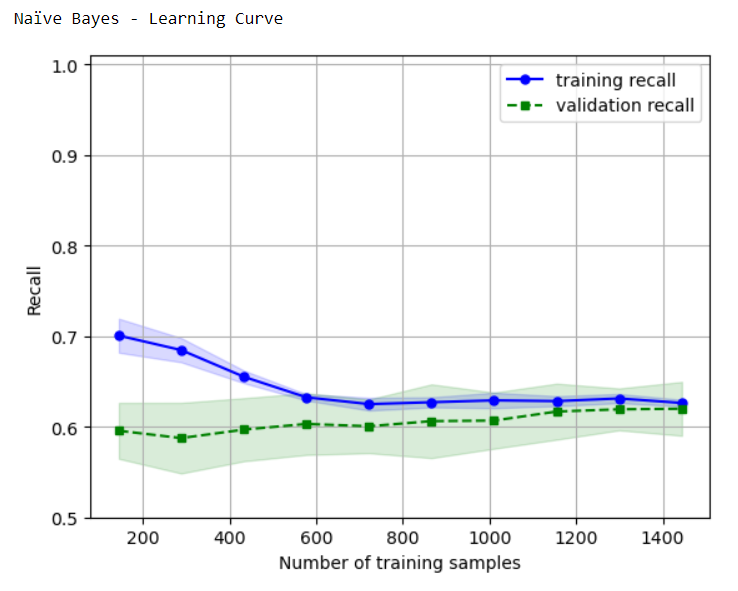 Naïve Bayes - Learning Curve
training recall
validation recall
1.0
0.9
0.8
0.7
0.6
0.5
Recall
200 400 600 800 1000 1200 1400
Number of training samples